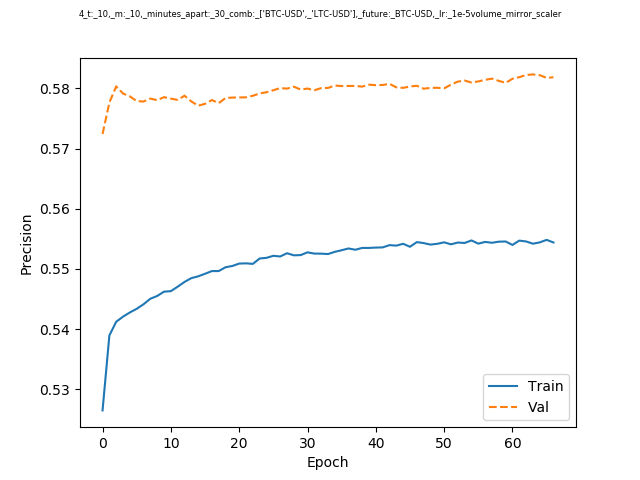 4_t:_10,_m:_10,_minutes_apart:_30_comb:_['BTC-USD',_'LTC-USD'],_future:_BTC-USD,_lr:_1e-5volume_mirror_scaler
0.58
0.57
0.56
0.55
0.54
0.53
Precision
0 10 20 30 40 50 60
Epoch
Train
Val